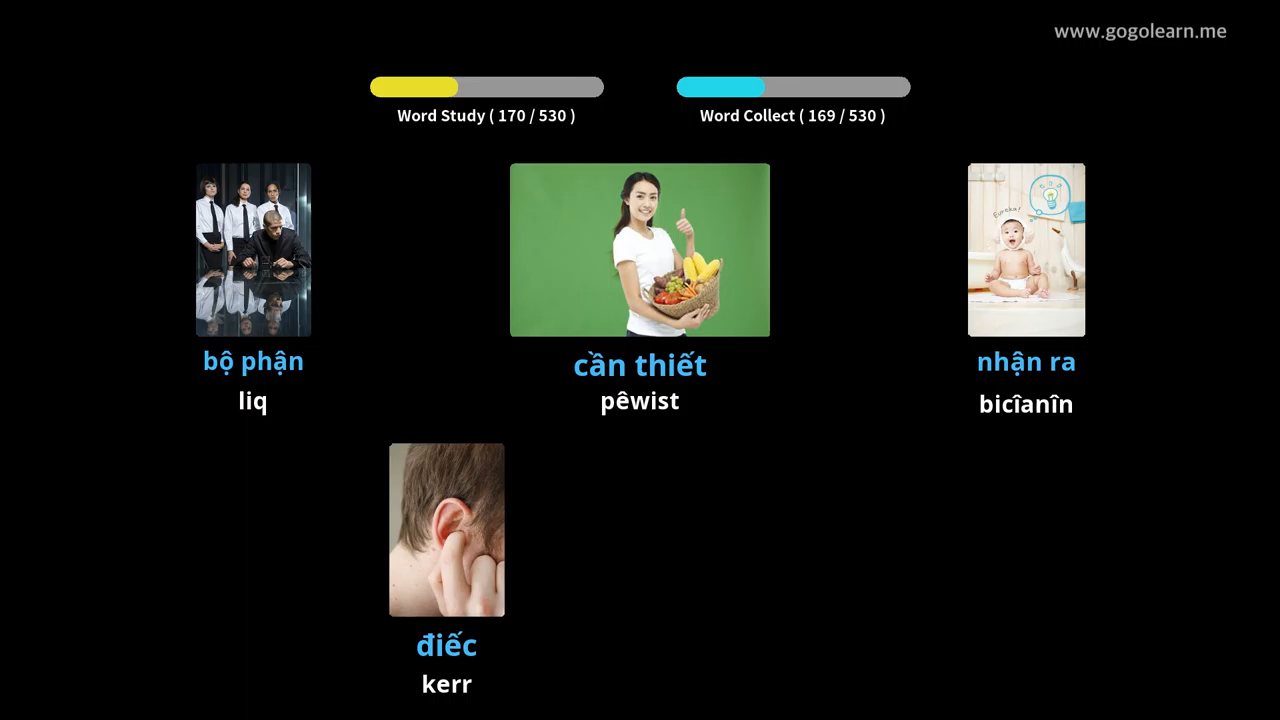 www.gogolearn.me
Word Study ( 170 / 530 )
Word Collect ( 169 / 530 )
Eureka!
bộ phận
cần thiết
nhận ra
liq
pêwist
bicîanîn
điếc
kerr